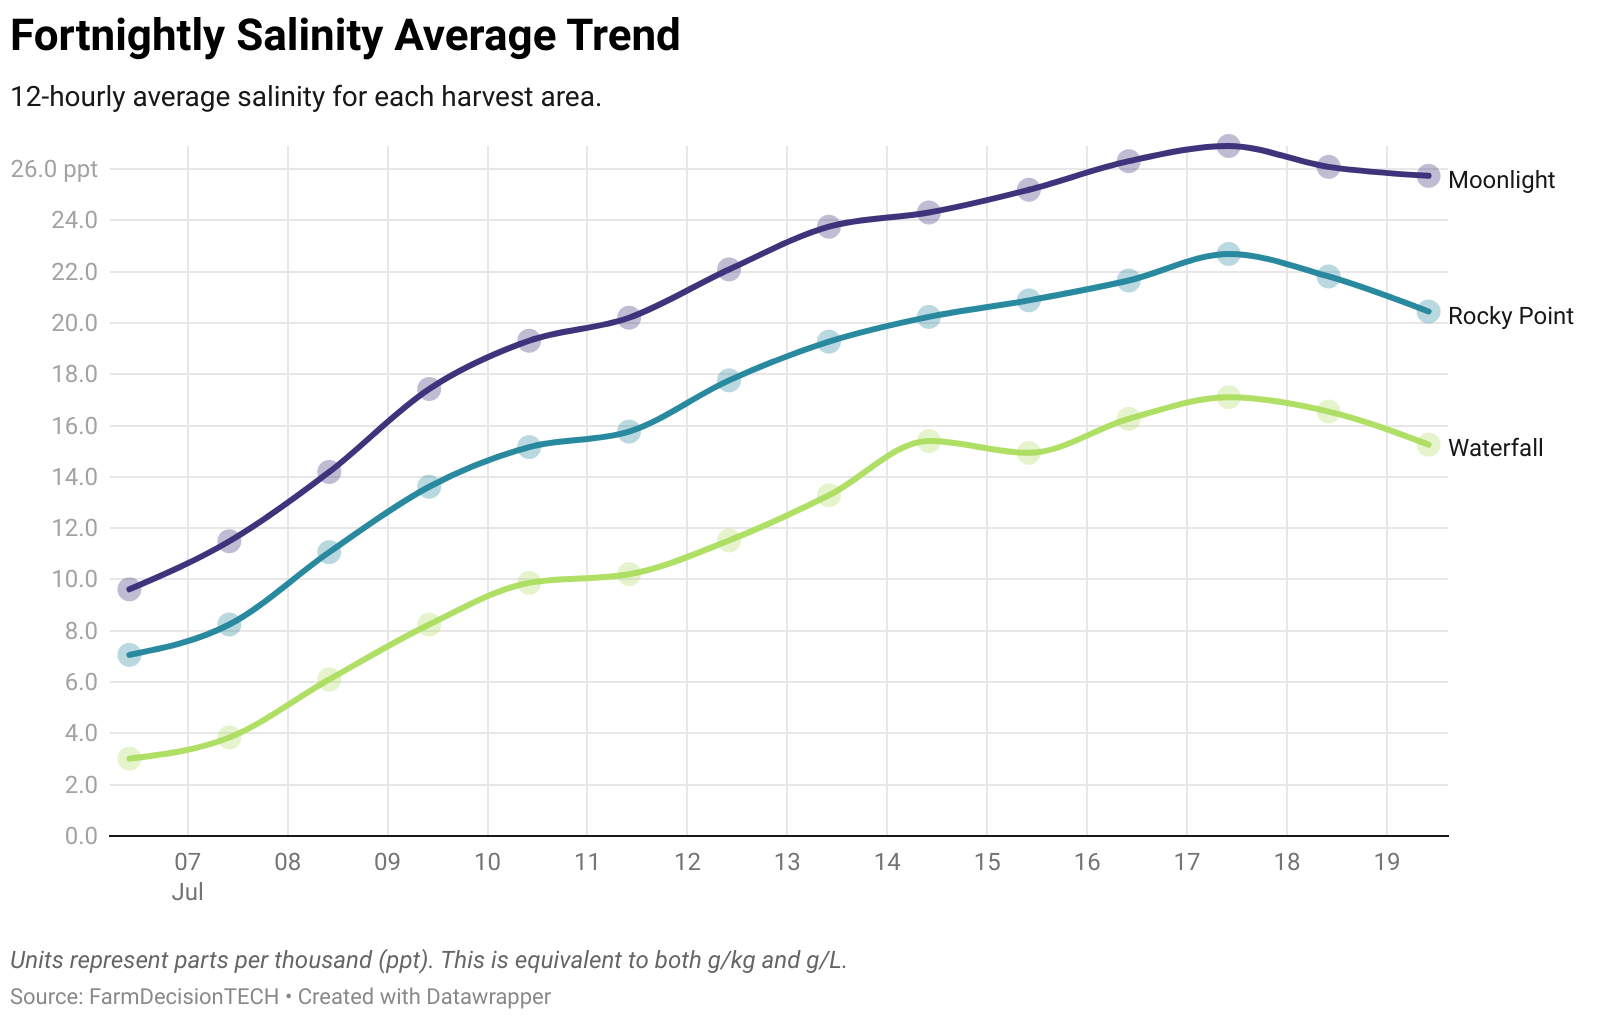 Fortnightly Salinity Average Trend
12-hourly average salinity for each harvest area.
26.0 ppt
24.0
22.0
20.0
18.0
16.0
14.0
12.0
10.0
8.0
6.0
4.0
2.0
0.0
Moonlight
Rocky Point
Waterfall
07 08 09 10 11 12 13 14 15 16 17 18 19
Jul
Units represent parts per thousand (ppt). This is equivalent to both g/kg and g/L.
Source: FarmDecisionTECH • Created with Datawrapper